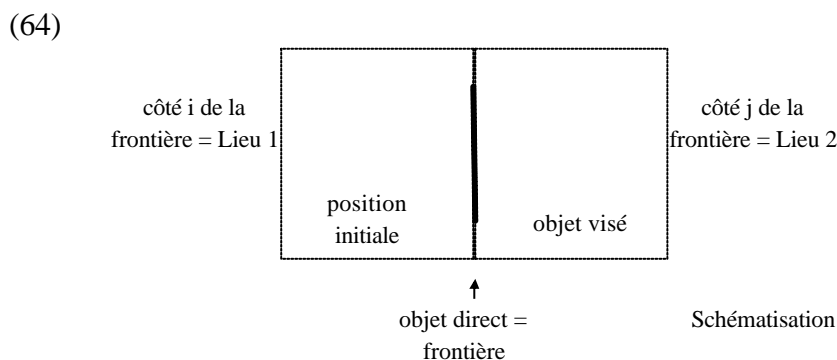 (64)
côté i de la
frontière = Lieu 1
côté j de la
frontière = Lieu 2
position
initiale
objet visé
objet direct =
frontière
Schématisation